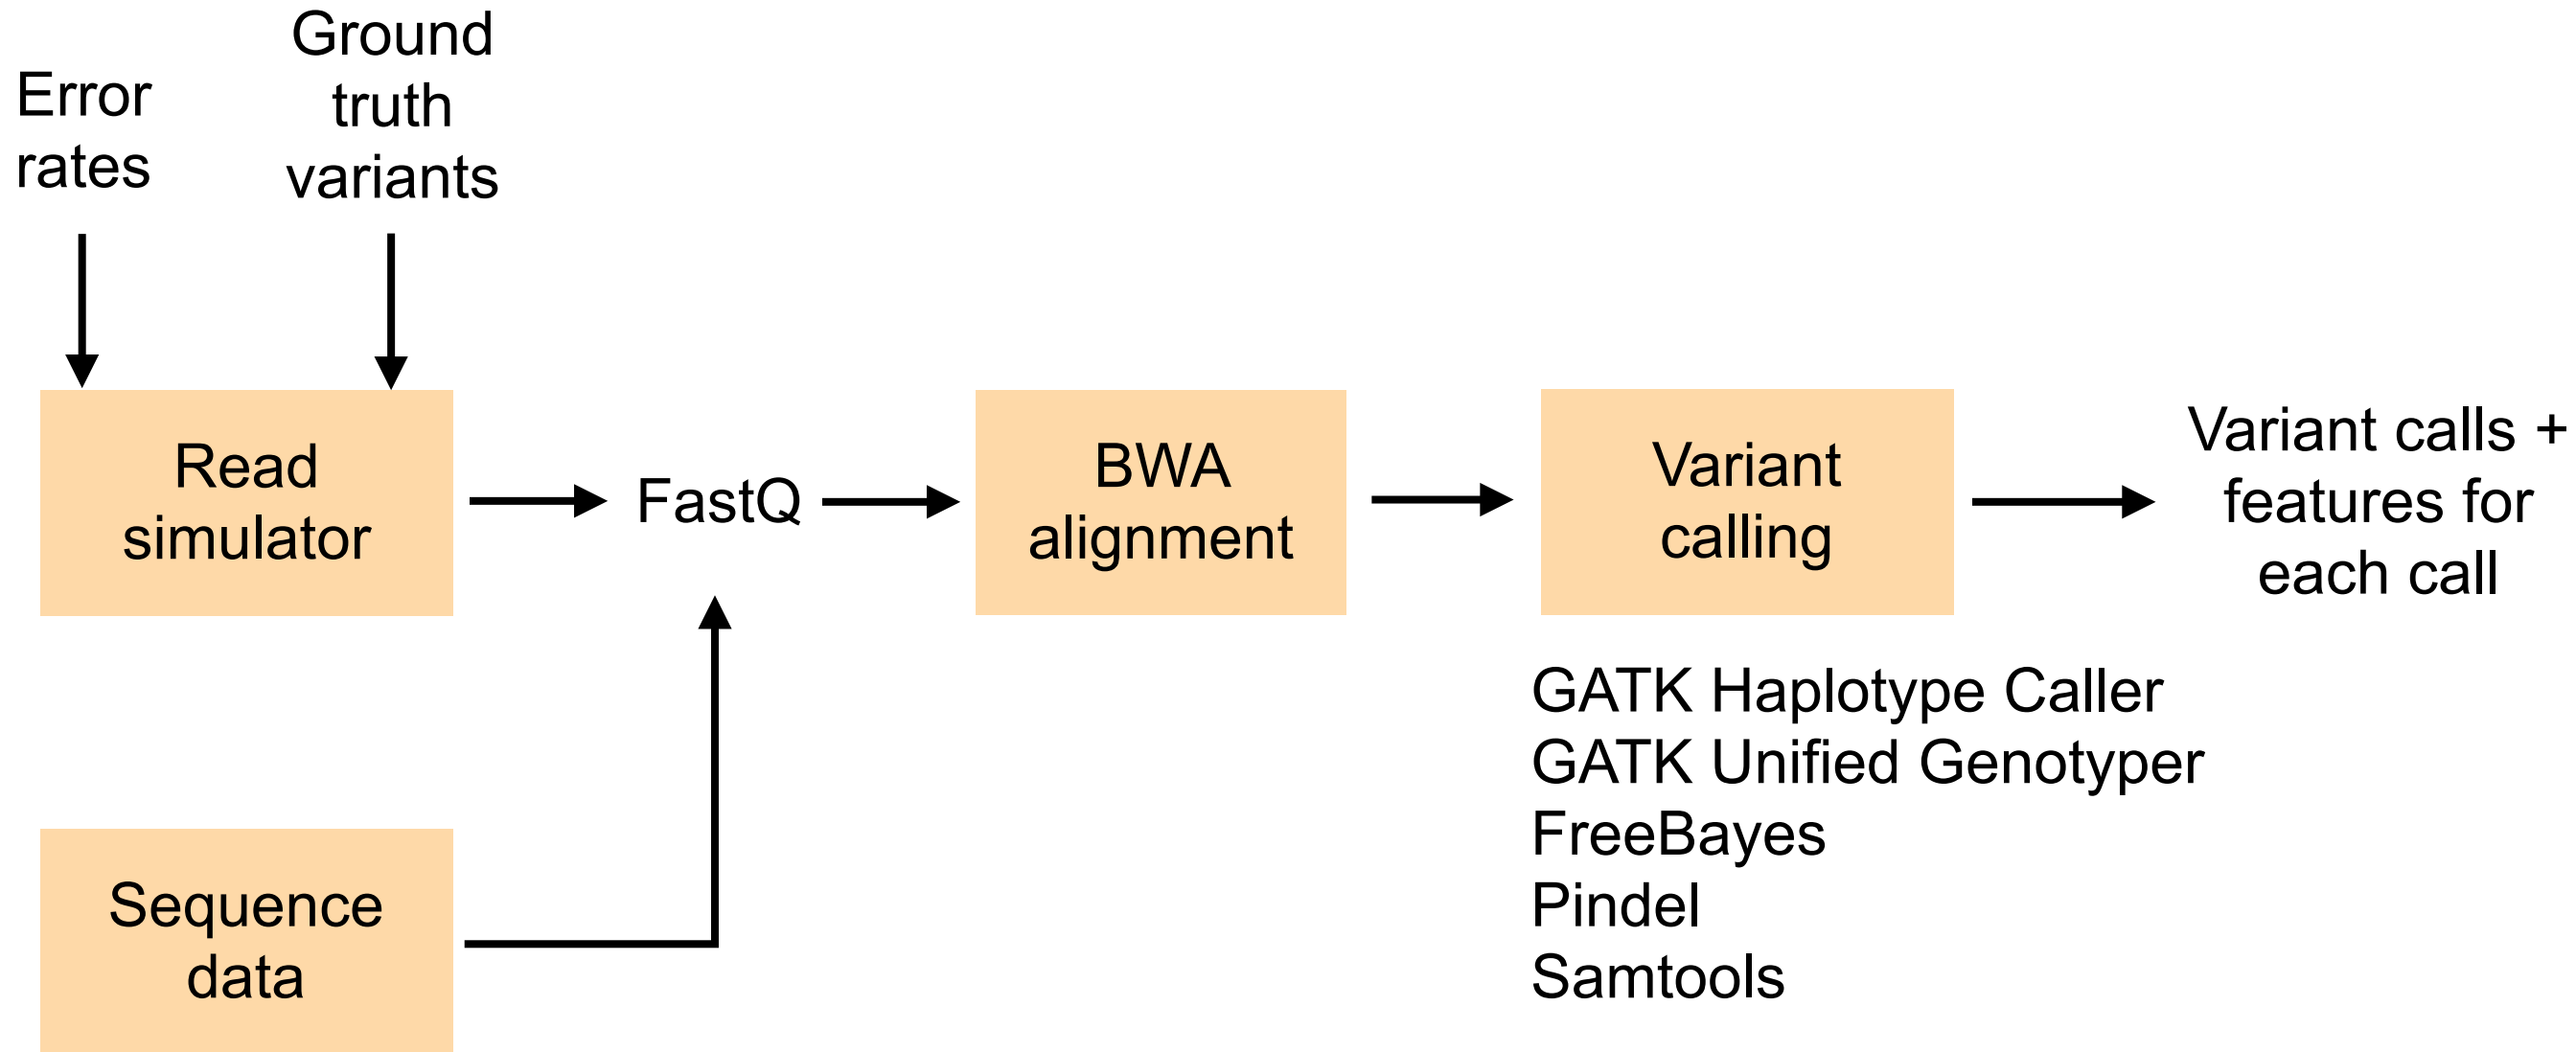 Error
rates
Ground
truth
variants
Read
simulator
FastQ
BWA
alignment
Variant
calling
Variant calls +
features for
each call
GATK Haplotype Caller
GATK Unified Genotyper
FreeBayes
Pindel
Samtools
Sequence
data